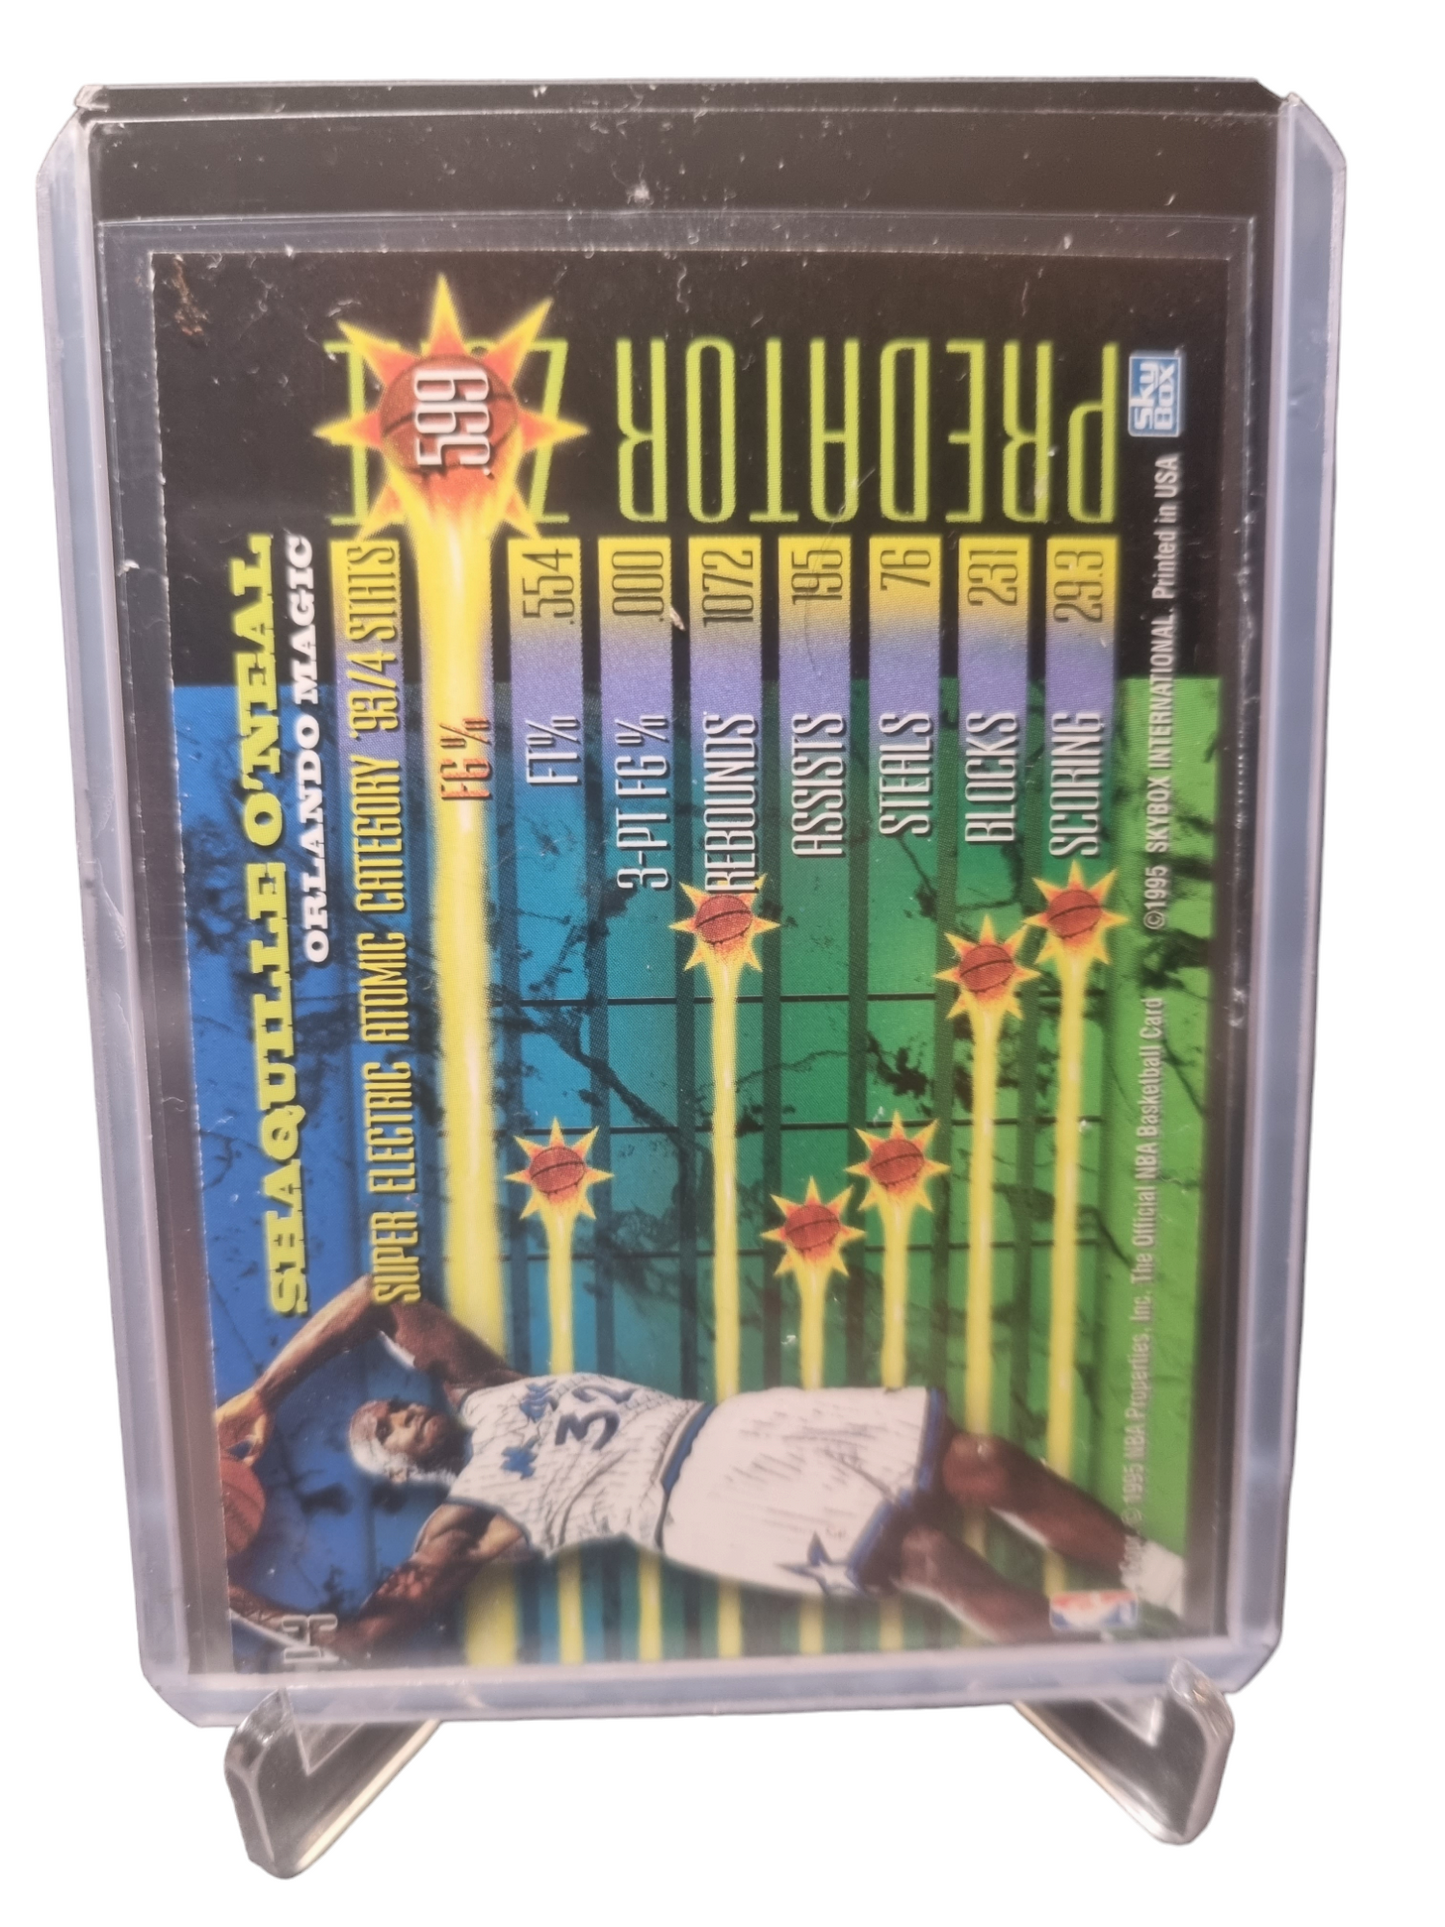 SHAQUILLE O'NEAL
ORLANDO MAGIC
SUPER ELECTRIC ATOMIC CATEGORY '93/4 STATS
FG% .599
FT% .554
3-PT FG% .000
REBOUNDS 1072
ASSISTS 195
STEALS 76
BLOCKS 231
SCORING 29.3
PREDATOR
32
© 1995 NBA Properties, Inc. The Official NBA Basketball Card ©1995 SKYBOX INTERNATIONAL. Printed in USA
SkyBOX